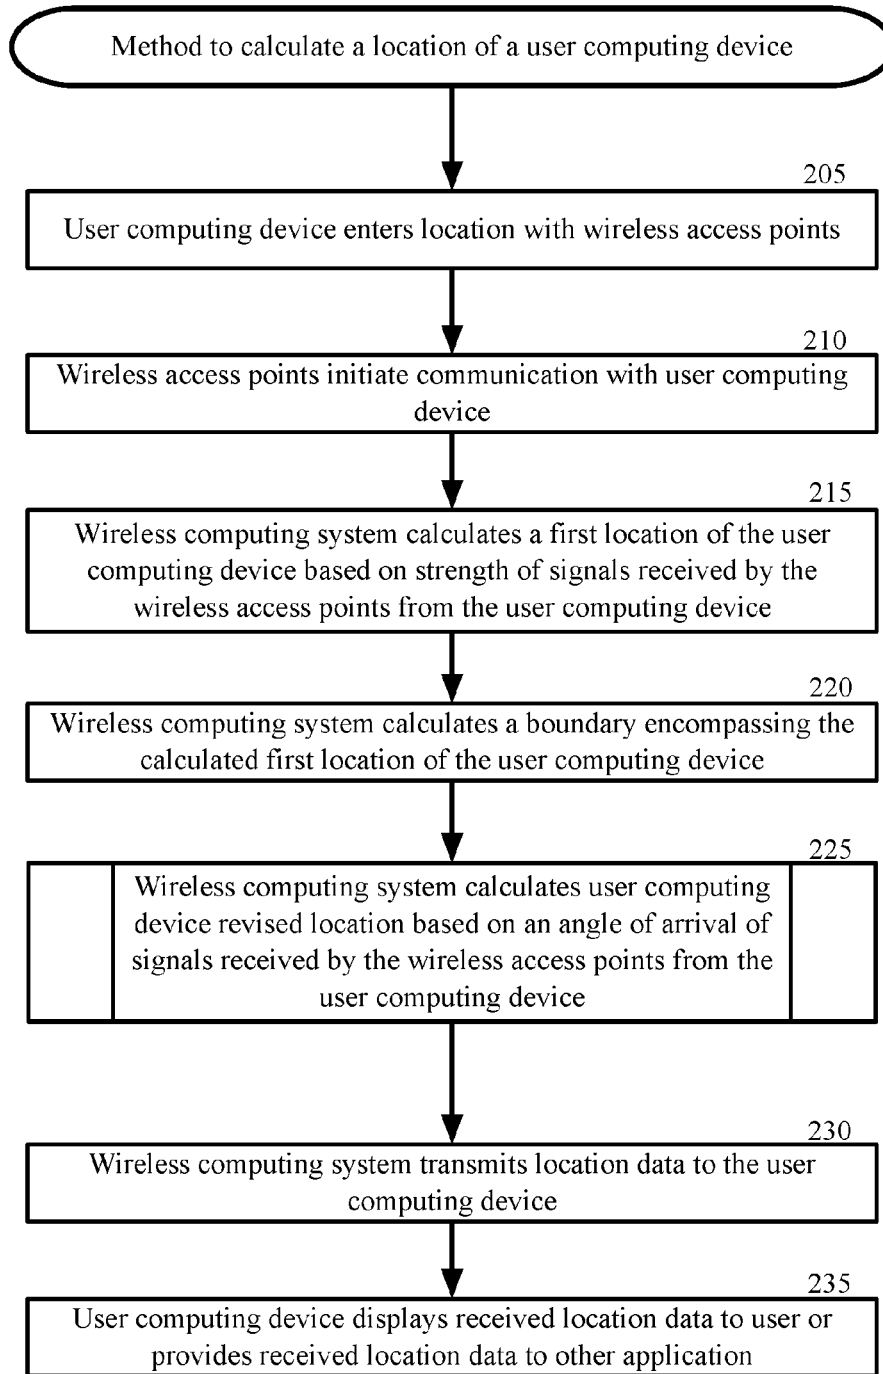 Method to calculate a location of a user computing device
205
User computing device enters location with wireless access points
210
Wireless access points initiate communication with user computing
device
215
Wireless computing system calculates a first location of the user
computing device based on strength of signals received by the
wireless access points from the user computing device
220
Wireless computing system calculates a boundary encompassing the
calculated first location of the user computing device
225
Wireless computing system calculates user computing
device revised location based on an angle of arrival of
signals received by the wireless access points from the
user computing device
230
Wireless computing system transmits location data to the user
computing device
235
User computing device displays received location data to user or
provides received location data to other application